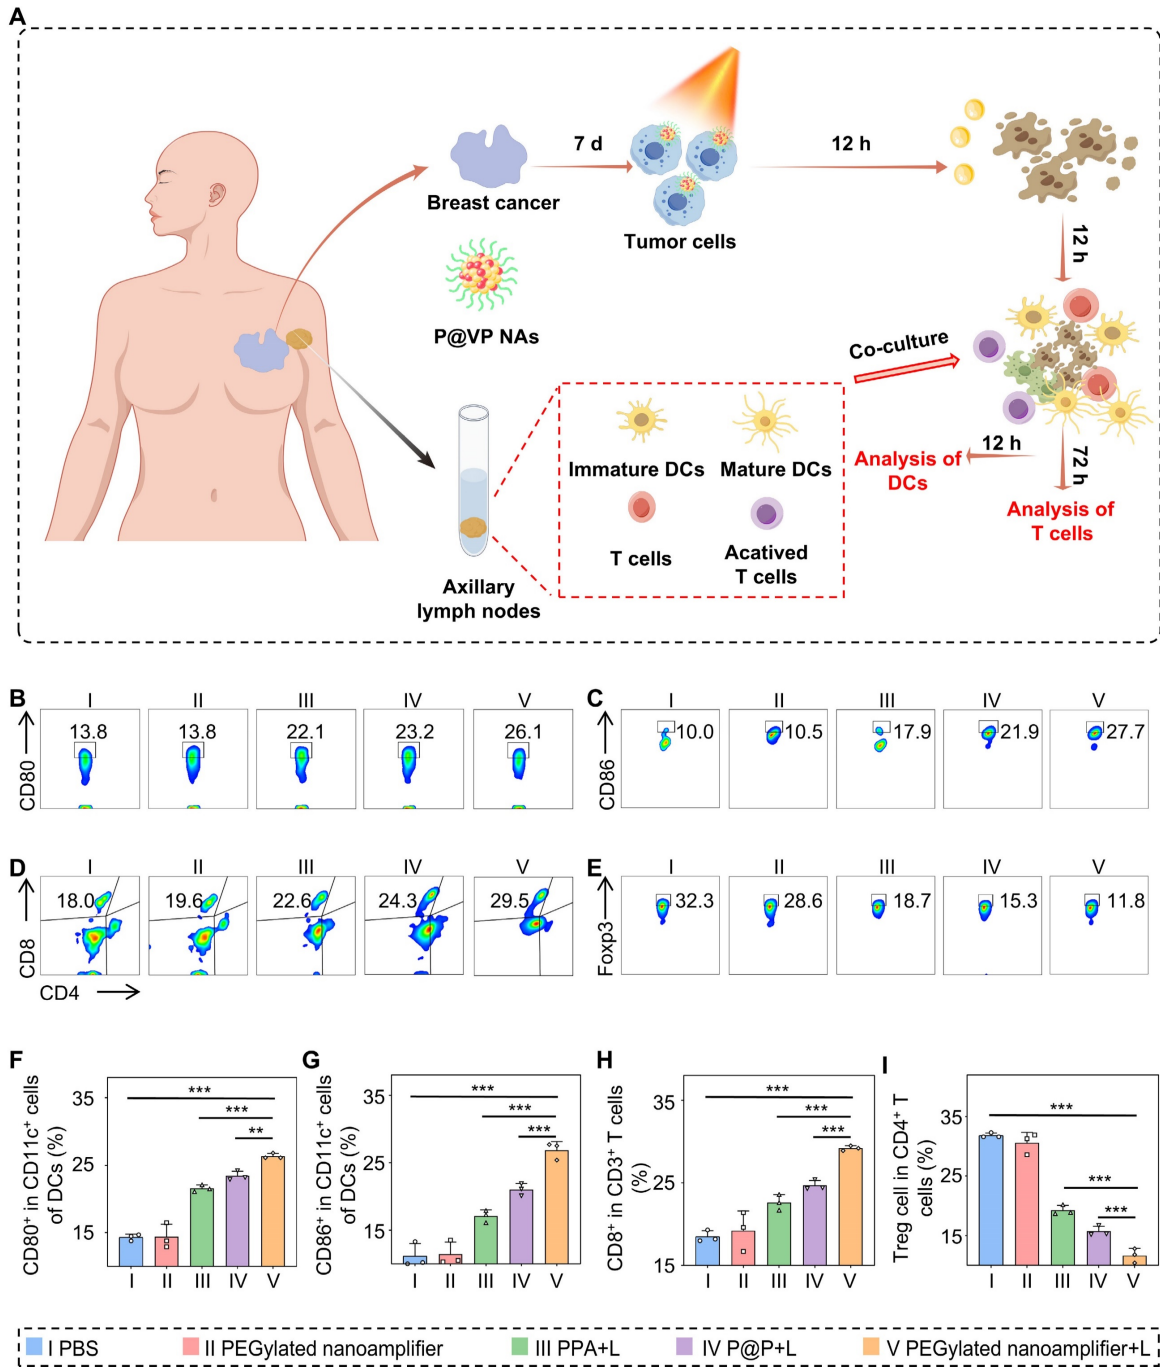 A
Breast cancer
7 d
Tumor cells
12 h
12 h
P@VP NAs
Co-culture
Immature DCs
Mature DCs
T cells
Acatived
T cells
Axillary
lymph nodes
12 h
72 h
Analysis of
DCs
Analysis of
T cells
B
I II III IV V
CD80
13.8 13.8 22.1 23.2 26.1
C
I II III IV V
CD86
10.0 10.5 17.9 21.9 27.7
D
I II III IV V
CD8
18.0 19.6 22.6 24.3 29.5
CD4
E
I II III IV V
Foxp3
32.3 28.6 18.7 15.3 11.8
F
CD80⁺ in CD11c⁺ cells
of DCs (%)
35
25
15
***
***
**
I II III IV V
G
CD86⁺ in CD11c⁺ cells
of DCs (%)
35
25
15
***
***
***
I II III IV V
H
CD8⁺ in CD3⁺ T cells
(%)
35
25
15
***
***
***
I II III IV V
I
Treg cell in CD4⁺ T
cells (%)
35
25
15
***
***
***
I II III IV V
I PBS
II PEGylated nanoamplifier
III PPA+L
IV P@P+L
V PEGylated nanoamplifier+L